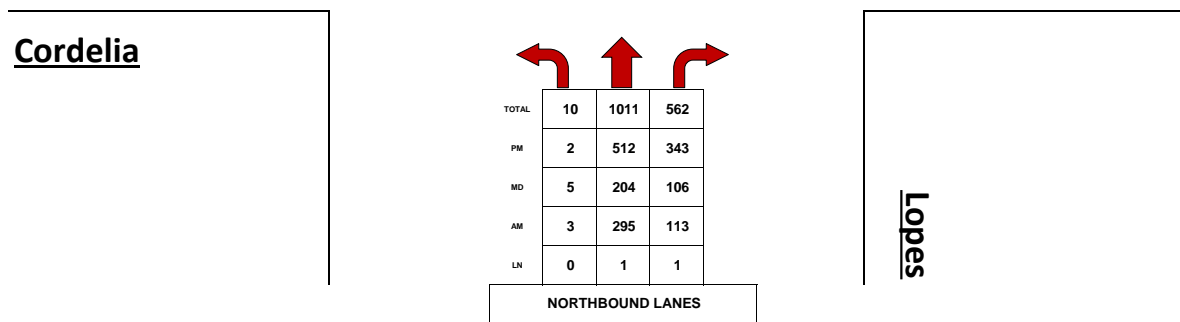 Cordelia
TOTAL 10 1011 562
PM 2 512 343
MD 5 204 106
AM 3 295 113
LN 0 1 1
NORTHBOUND LANES
Lopes